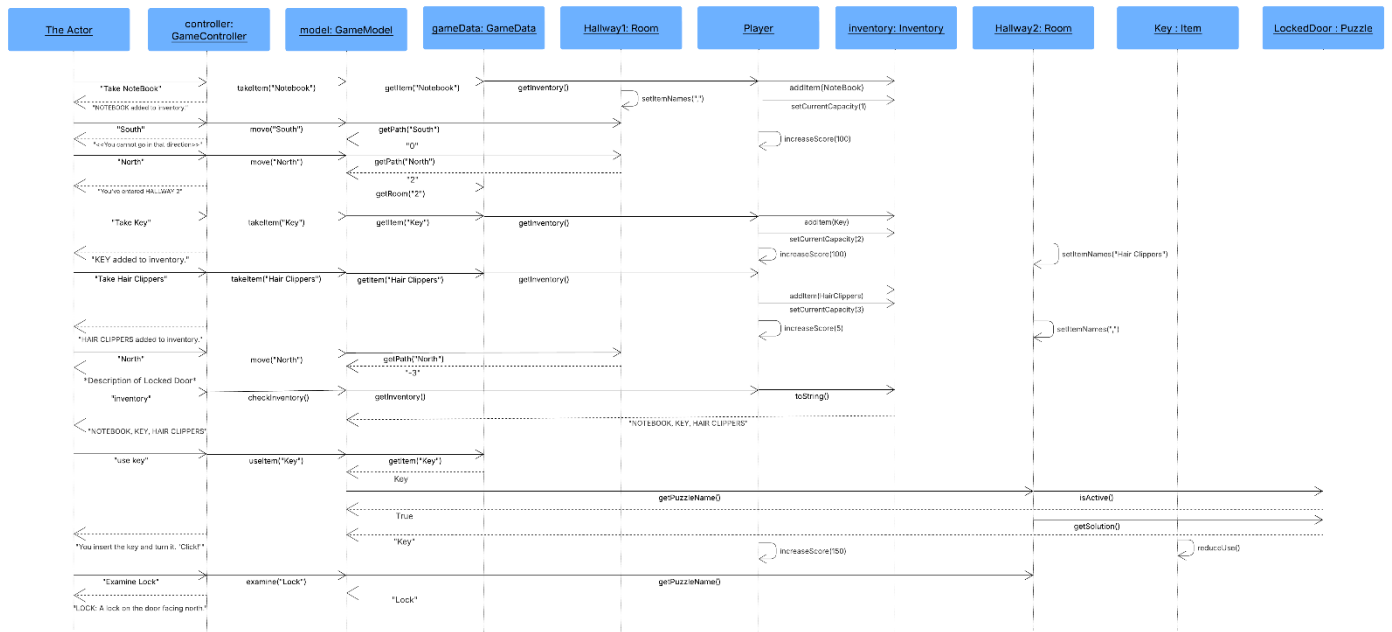 The Actor
controller: GameController
model: GameModel
gameData: GameData
Hallway1: Room
Player
inventory: Inventory
Hallway2: Room
Key : Item
LockedDoor : Puzzle
"Take NoteBook"
takeItem("Notebook")
getItem("Notebook")
getInventory()
addItem(NoteBook)
"NOTEBOOK added to inventory."
setItemNames(",")
setCurrentCapacity(1)
"South"
move("South")
getPath("South")
"<<You cannot go in that direction>>"
"0"
increaseScore(100)
"North"
move("North")
getPath("North")
"2"
"You've entered HALLWAY 2"
getRoom("2")
"Take Key"
takeItem("Key")
getItem("Key")
getInventory()
addItem(Key)
setCurrentCapacity(2)
"KEY added to inventory."
increaseScore(100)
setItemNames("Hair Clippers")
"Take Hair Clippers"
takeItem("Hair Clippers")
getItem("Hair Clippers")
getInventory()
addItem(HairClippers)
setCurrentCapacity(3)
"HAIR CLIPPERS added to inventory."
increaseScore(5)
setItemNames(",")
"North"
move("North")
getPath("North")
"-3"
*Description of Locked Door*
"inventory"
checkInventory()
getInventory()
toString()
"NOTEBOOK, KEY, HAIR CLIPPERS"
"NOTEBOOK, KEY, HAIR CLIPPERS"
"use key"
useItem("Key")
getItem("Key")
Key
getPuzzleName()
isActive()
True
getSolution()
"You insert the key and turn it. 'Click!'"
"Key"
increaseScore(150)
reduceUse()
"Examine Lock"
examine("Lock")
getPuzzleName()
"LOCK: A lock on the door facing north."
"Lock"